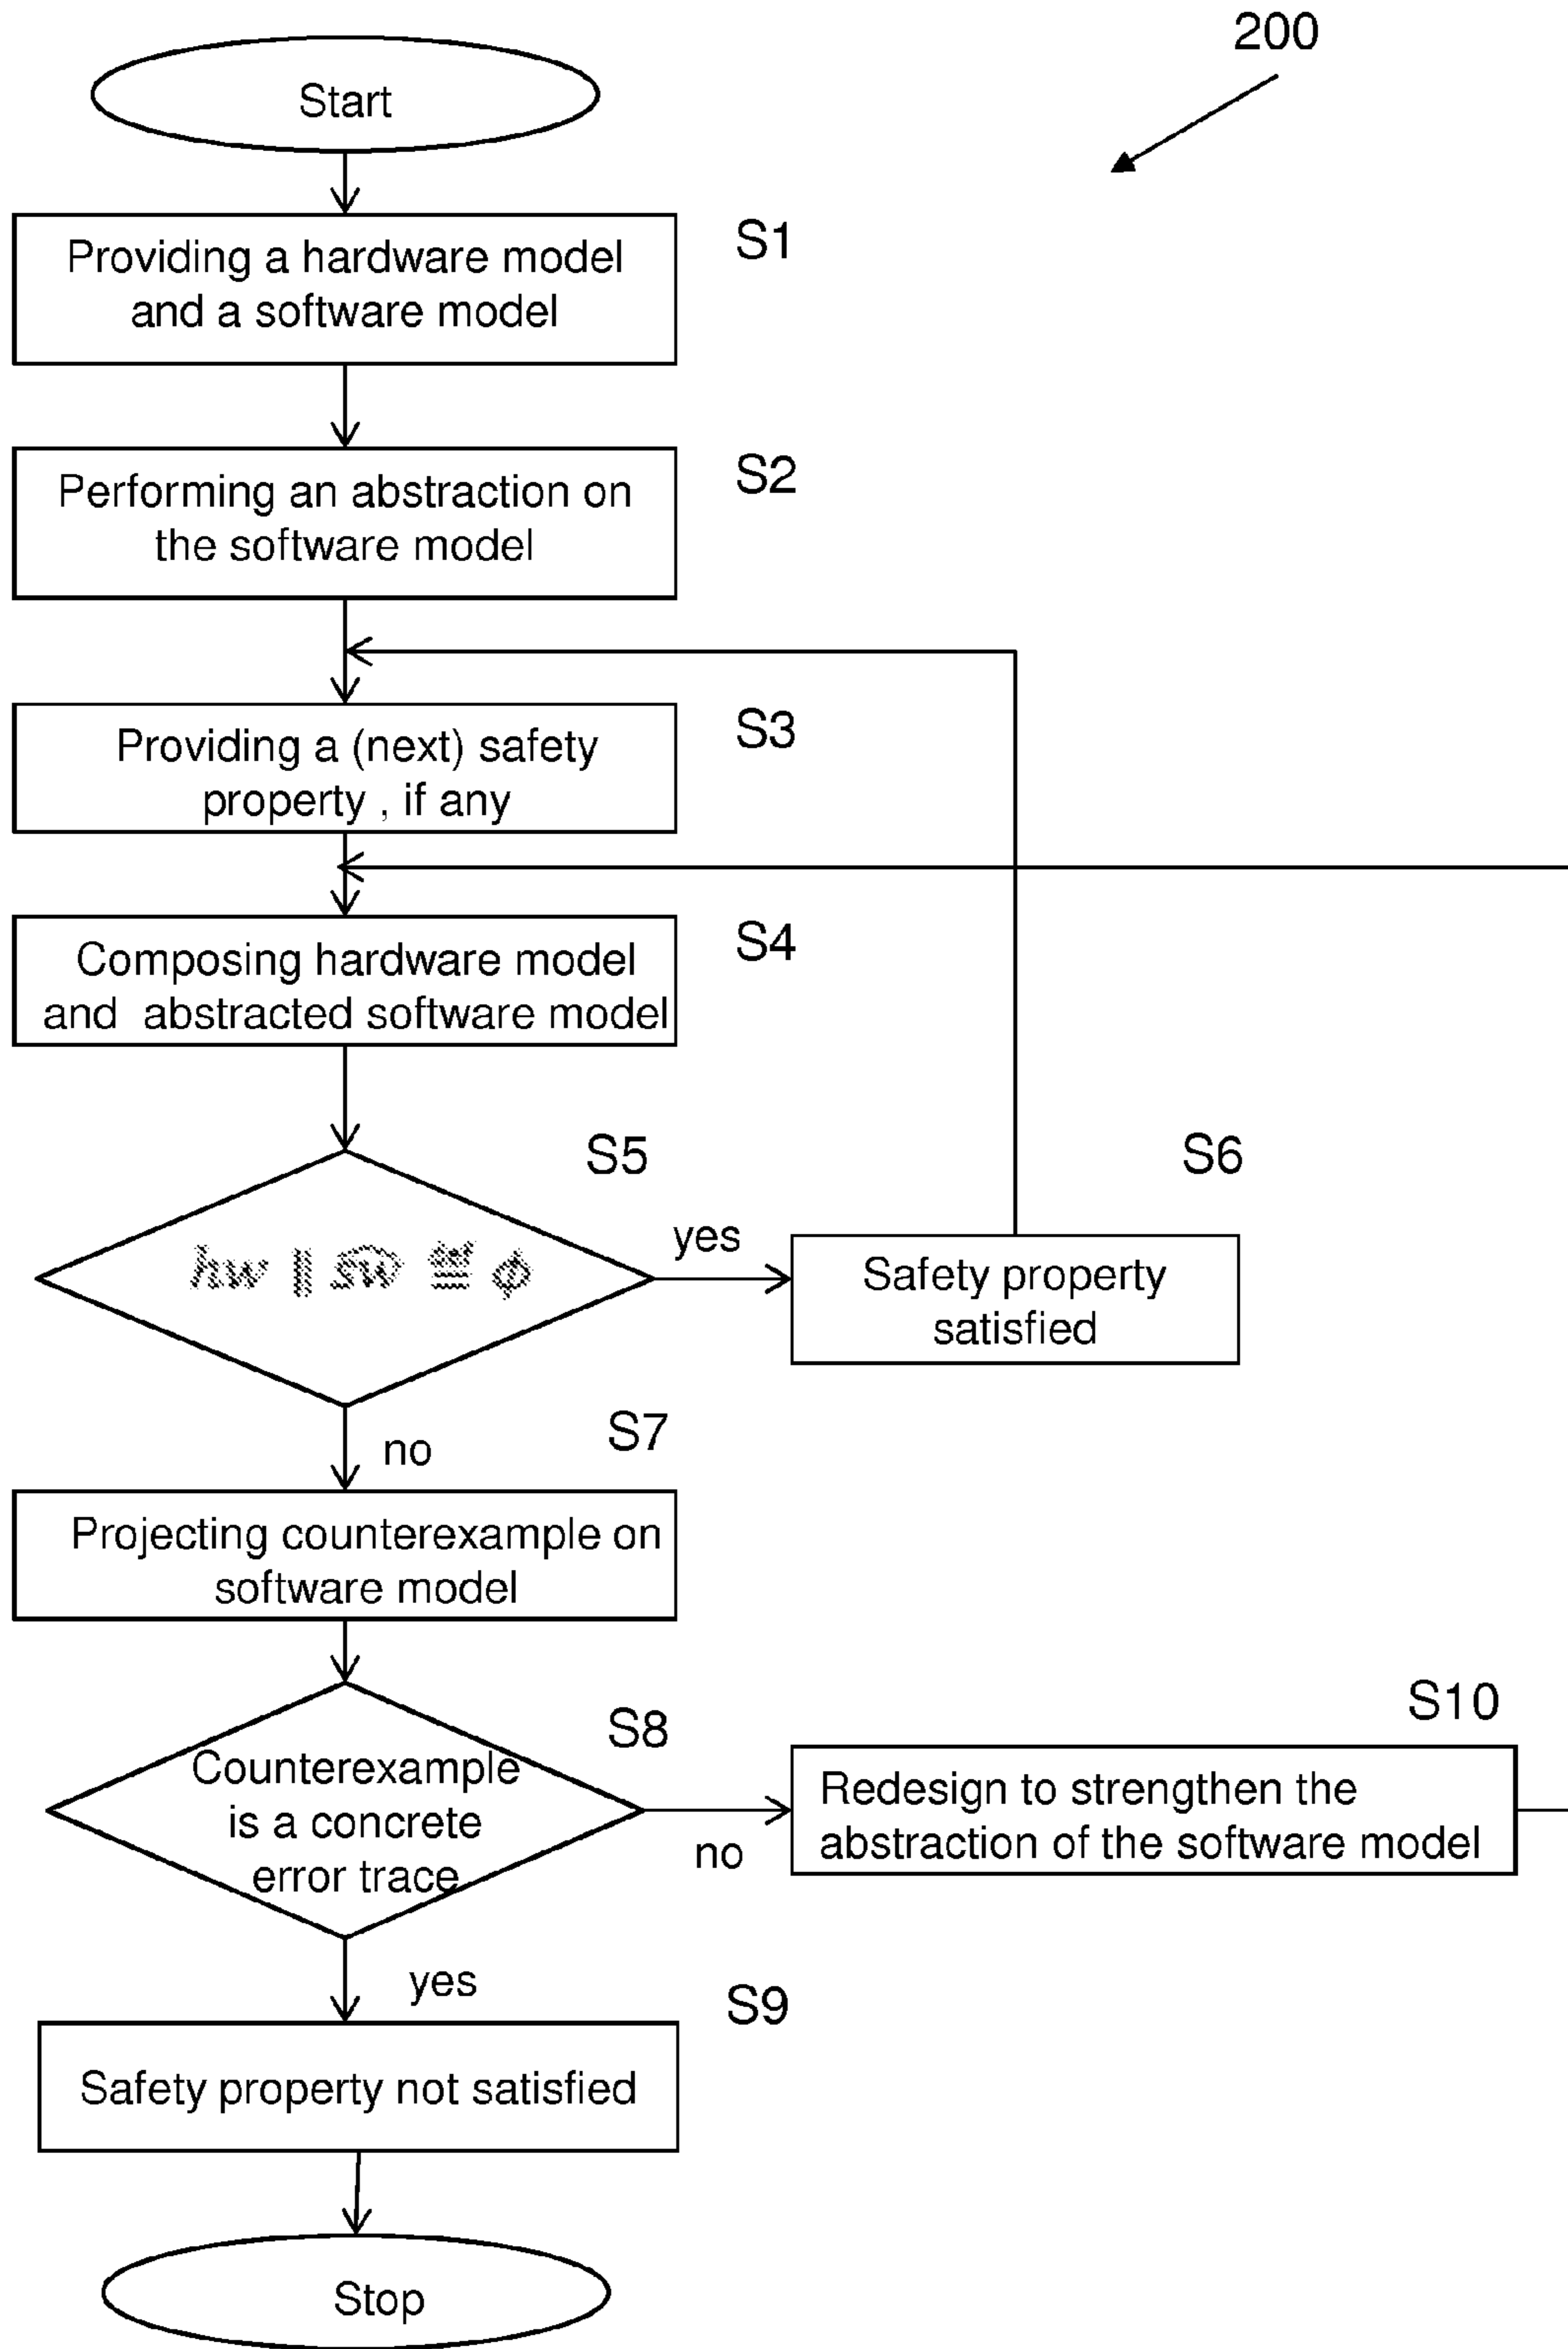 200
Start
Providing a hardware model
and a software model
S1
Performing an abstraction on
the software model
S2
Providing a (next) safety
property , if any
S3
Composing hardware model
and abstracted software model
S4
S5
hw ‖ ϕ
yes
S6
Safety property
satisfied
no
S7
Projecting counterexample on
software model
S8
Counterexample
is a concrete
error trace
no
S10
Redesign to strengthen the
abstraction of the software model
yes
S9
Safety property not satisfied
Stop